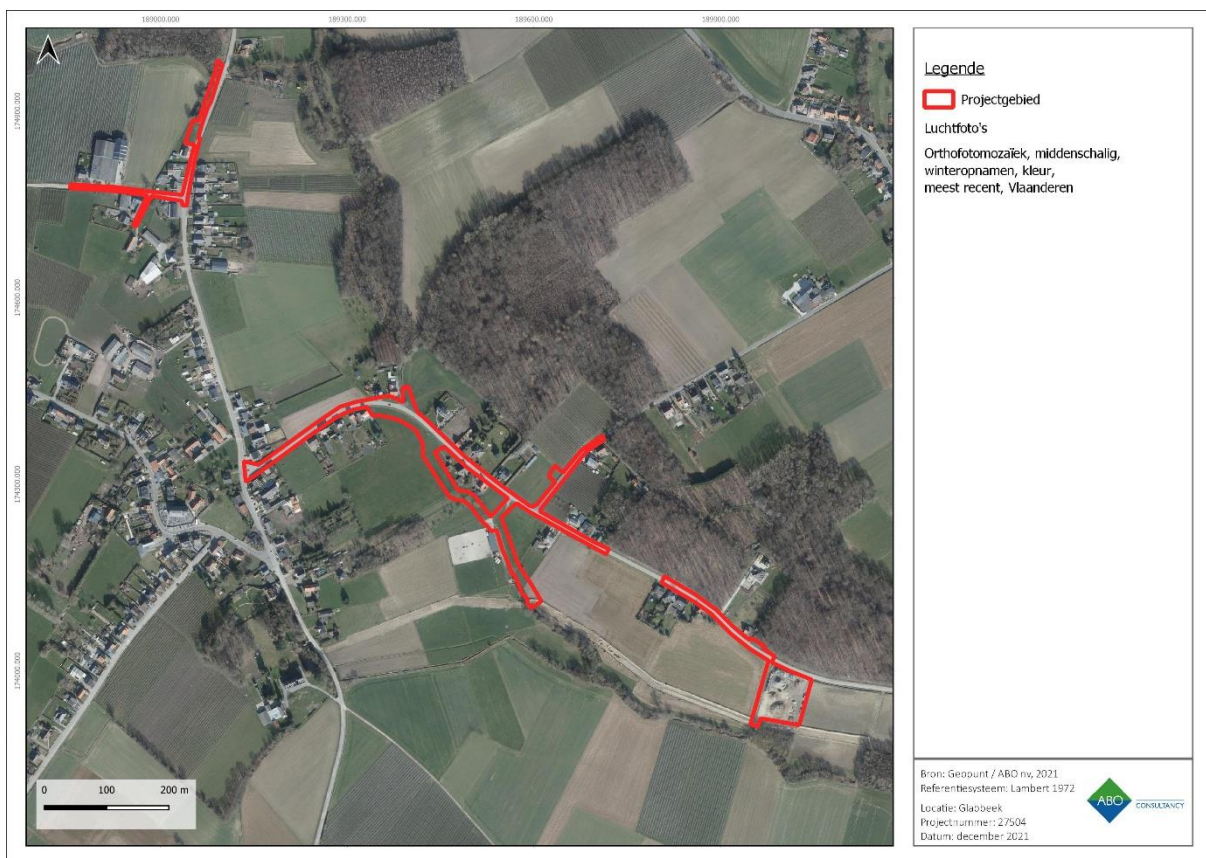 189000.000
189300.000
189600.000
189900.000
174900.000
174600.000
174300.000
174000.000
0 100 200 m
Legende
Projectgebied
Luchtfoto's
Orthofotomozaïek, middenschalig,
winteropnamen, kleur,
meest recent, Vlaanderen
Bron: Geopunt / ABO nv, 2021
Referentiesysteem: Lambert 1972
Locatie: Glabbeek
Projectnummer: 27504
Datum: december 2021
ABO CONSULTANCY